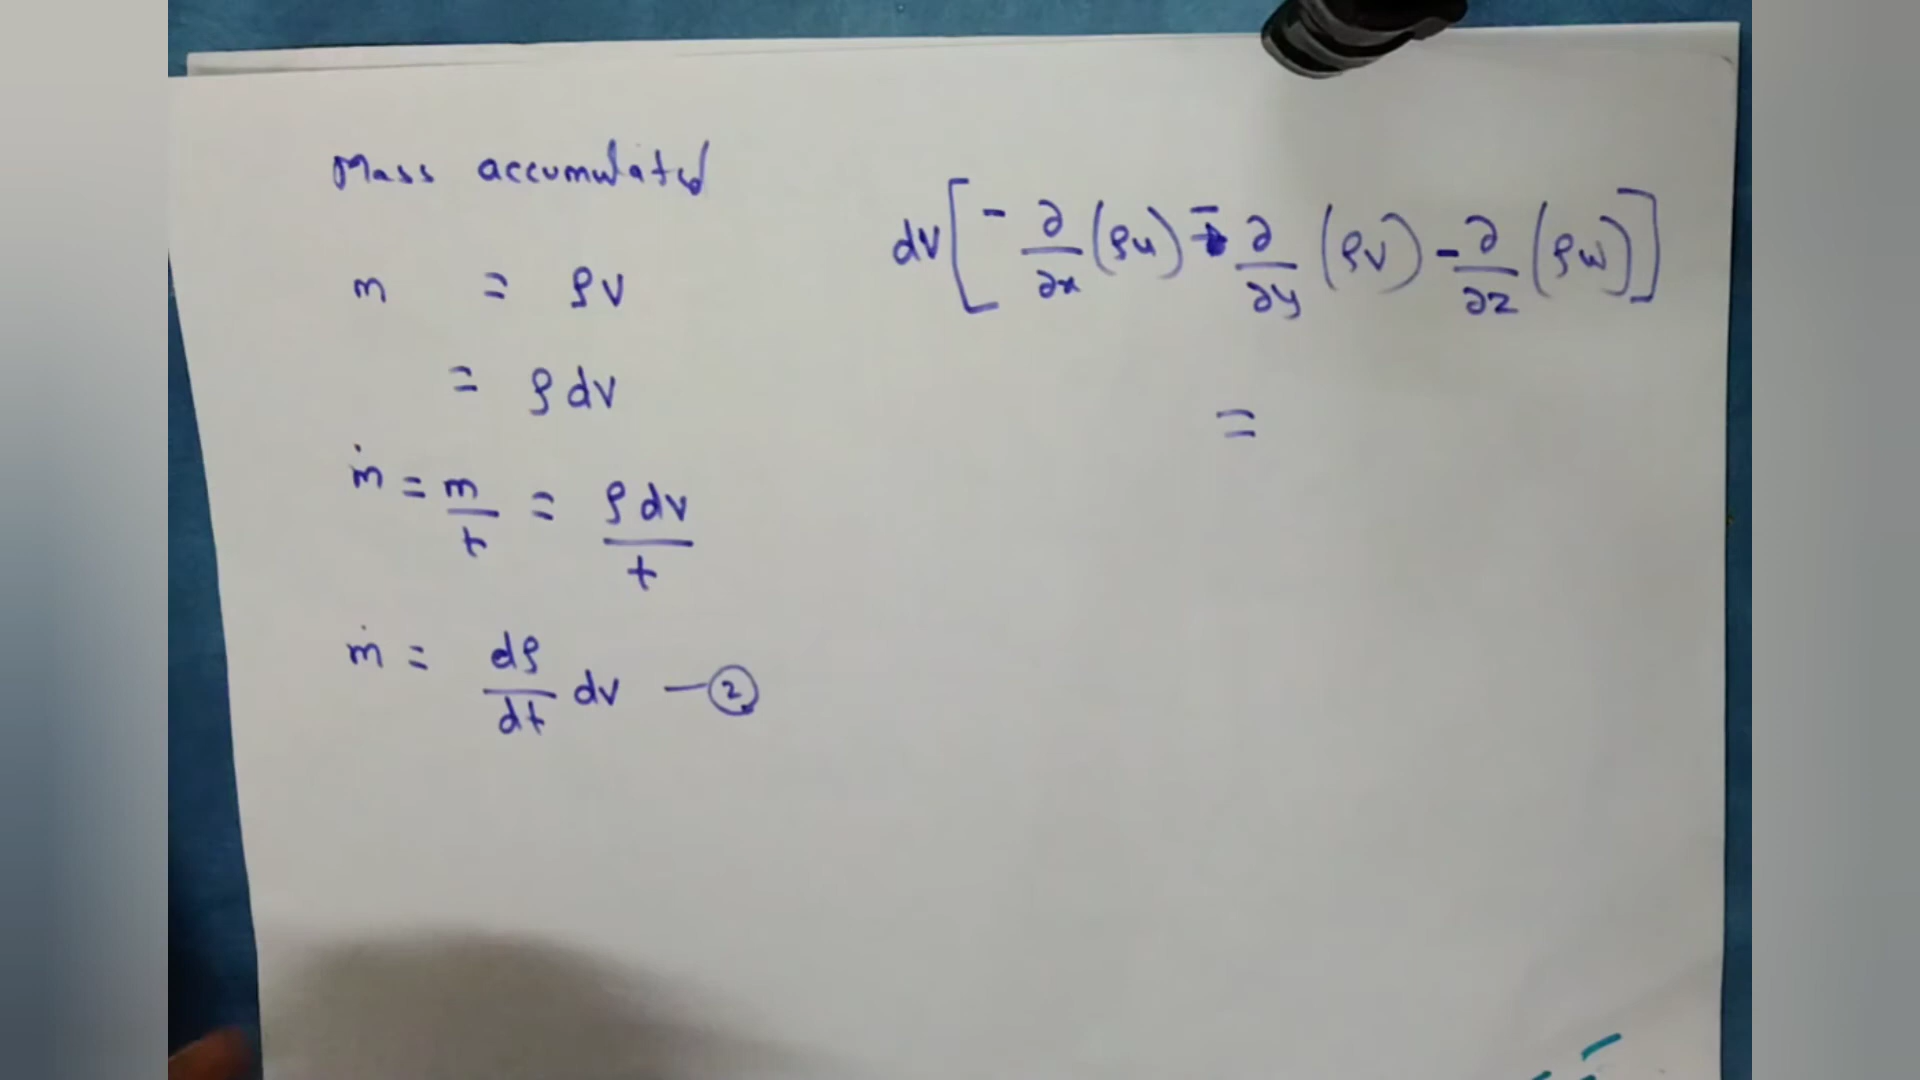 Mass accumulated
m = ρV
= ρ dV
ṁ = m/t = ρ dV/t
ṁ = dρ/dt dV — ②
dV [ - ∂/∂x (ρu) - ∂/∂y (ρV) - ∂/∂z (ρw) ]
=